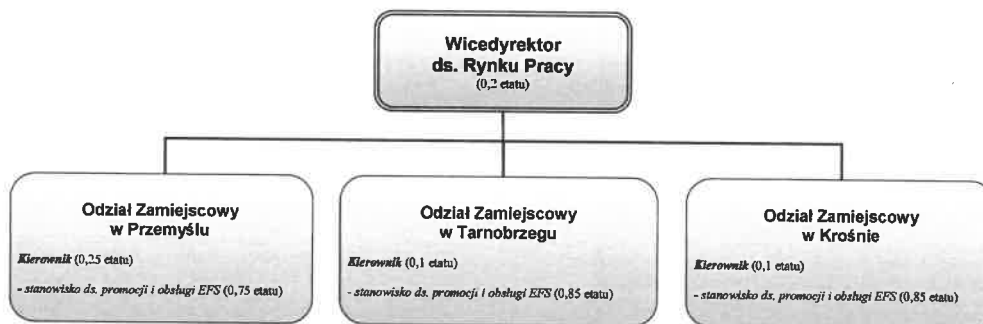 Wicedyrektor
ds. Rynku Pracy
(0,2 etatu)
Odział Zamiejscowy
w Przemyślu
Kierownik (0,25 etatu)
- stanowisko ds. promocji i obsługi EFS (0,75 etatu)
Odział Zamiejscowy
w Tarnobrzegu
Kierownik (0,1 etatu)
- stanowisko ds. promocji i obsługi EFS (0,85 etatu)
Odział Zamiejscowy
w Krośnie
Kierownik (0,1 etatu)
- stanowisko ds. promocji i obsługi EFS (0,85 etatu)